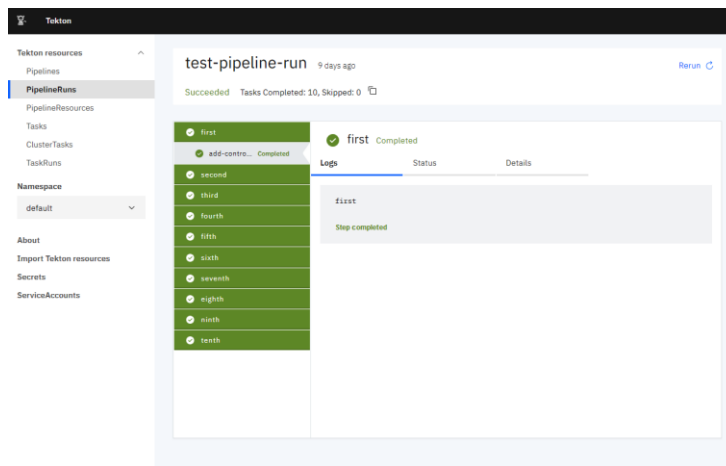 Tekton
Tekton resources
Pipelines
PipelineRuns
PipelineResources
Tasks
ClusterTasks
TaskRuns
Namespace
default
About
Import Tekton resources
Secrets
ServiceAccounts
test-pipeline-run 9 days ago
Rerun
Succeeded Tasks Completed: 10, Skipped: 0
first
add-contro... Completed
second
third
fourth
fifth
sixth
seventh
eighth
ninth
tenth
first Completed
Logs Status Details
first
Step completed